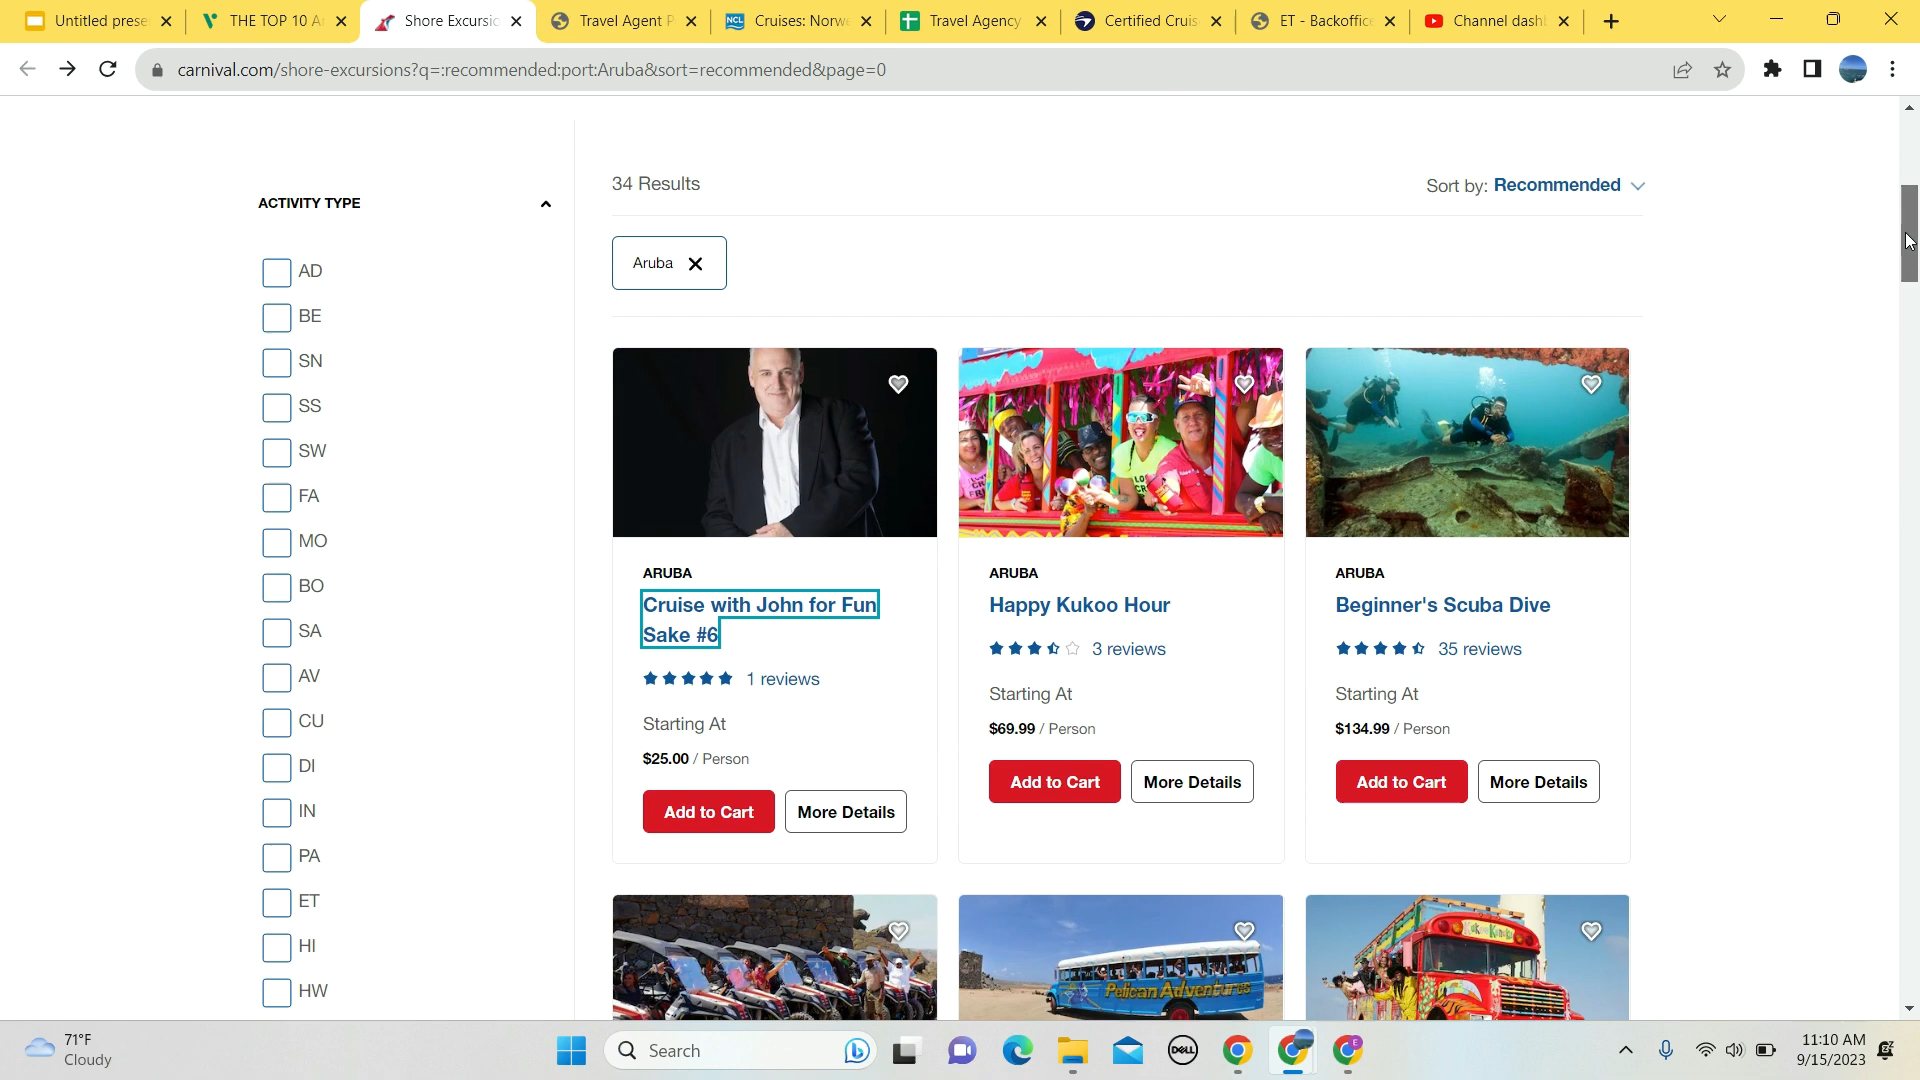 Untitled prese
THE TOP 10 A
Shore Excursio
Travel Agent P
NCL
Cruises: Norwe
Travel Agency
Certified Cruis
ET - Backoffic
Channel dash
carnival.com/shore-excursions?q=:recommended:port:Aruba&sort=recommended&page=0
34 Results
Sort by: Recommended
ACTIVITY TYPE
Aruba
AD
BE
SN
SS
SW
FA
MO
BO
SA
AV
CU
DI
IN
PA
ET
HI
HW
ARUBA
Cruise with John for Fun
Sake #6
1 reviews
Starting At
$25.00 / Person
Add to Cart
More Details
ARUBA
Happy Kukoo Hour
3 reviews
Starting At
$69.99 / Person
Add to Cart
More Details
ARUBA
Beginner's Scuba Dive
35 reviews
Starting At
$134.99 / Person
Add to Cart
More Details
Pelican Adventures
71°F
Cloudy
Search
DELL
E
11:10 AM
9/15/2023